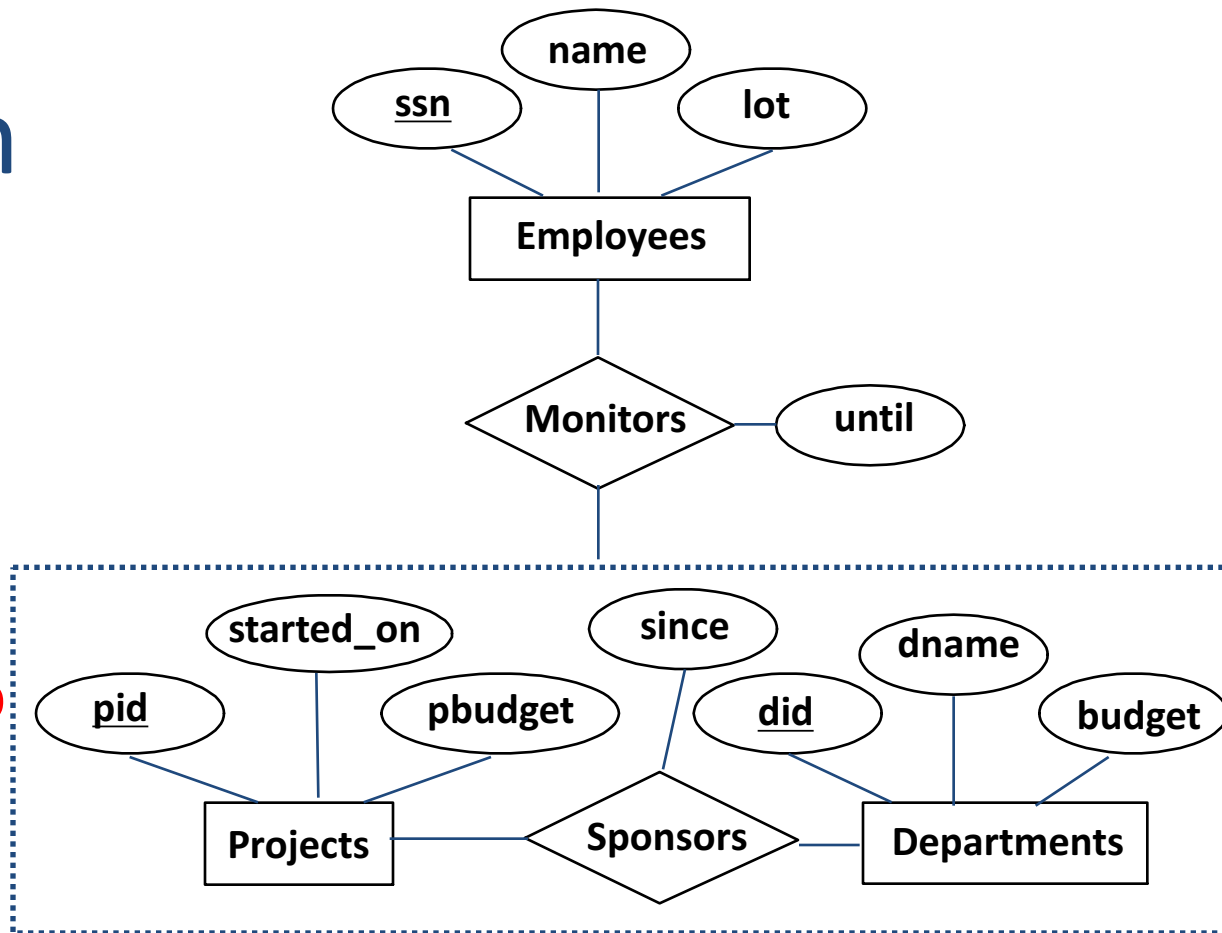 n
name
ssn
lot
Employees
Monitors
until
started_on
since
dname
pid
pbudget
did
budget
Projects
Sponsors
Departments